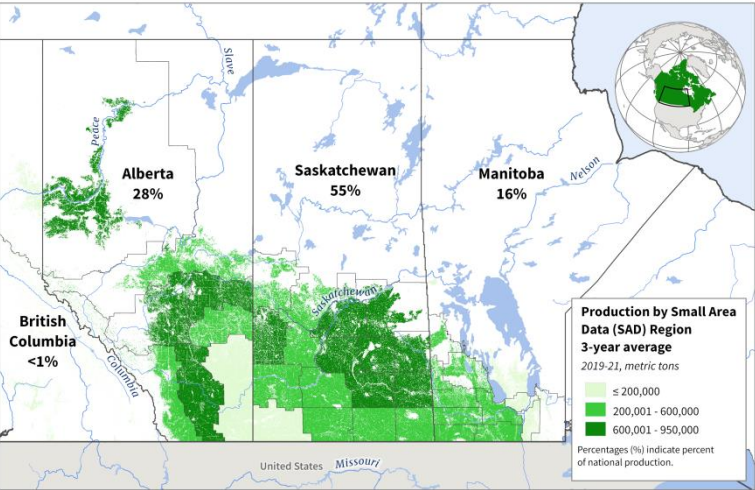 Slave
Peace
Alberta
28%
Saskatchewan
55%
Manitoba
16%
Nelson
Saskatchewan
British
Columbia
<1%
Columbia
United States
Missouri
Production by Small Area
Data (SAD) Region
3-year average
2019-21, metric tons
≤ 200,000
200,001 - 600,000
600,001 - 950,000
Percentages (%) indicate percent
of national production.